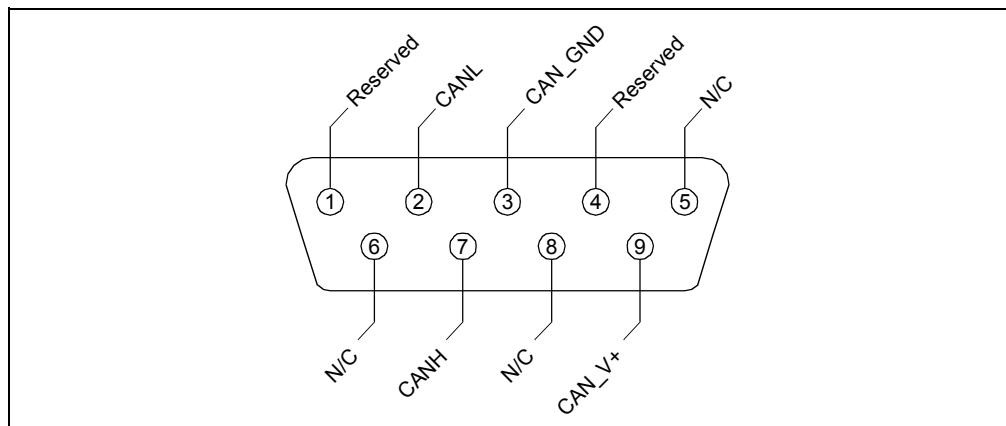 Reserved
CANL
CAN_GND
Reserved
N/C
1
2
3
4
5
6
7
8
9
N/C
CANH
N/C
CAN_V+